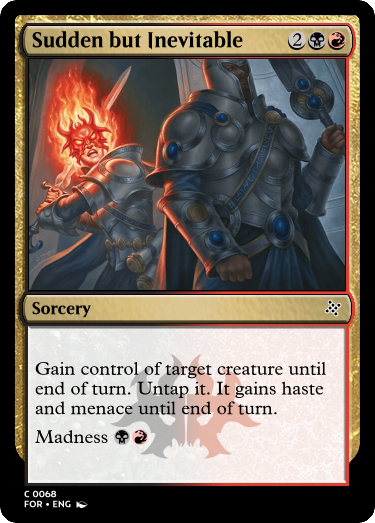 Sudden but Inevitable 2
Sorcery
Gain control of target creature until
end of turn. Untap it. It gains haste
and menace until end of turn.
Madness
C 0068
FOR • ENG